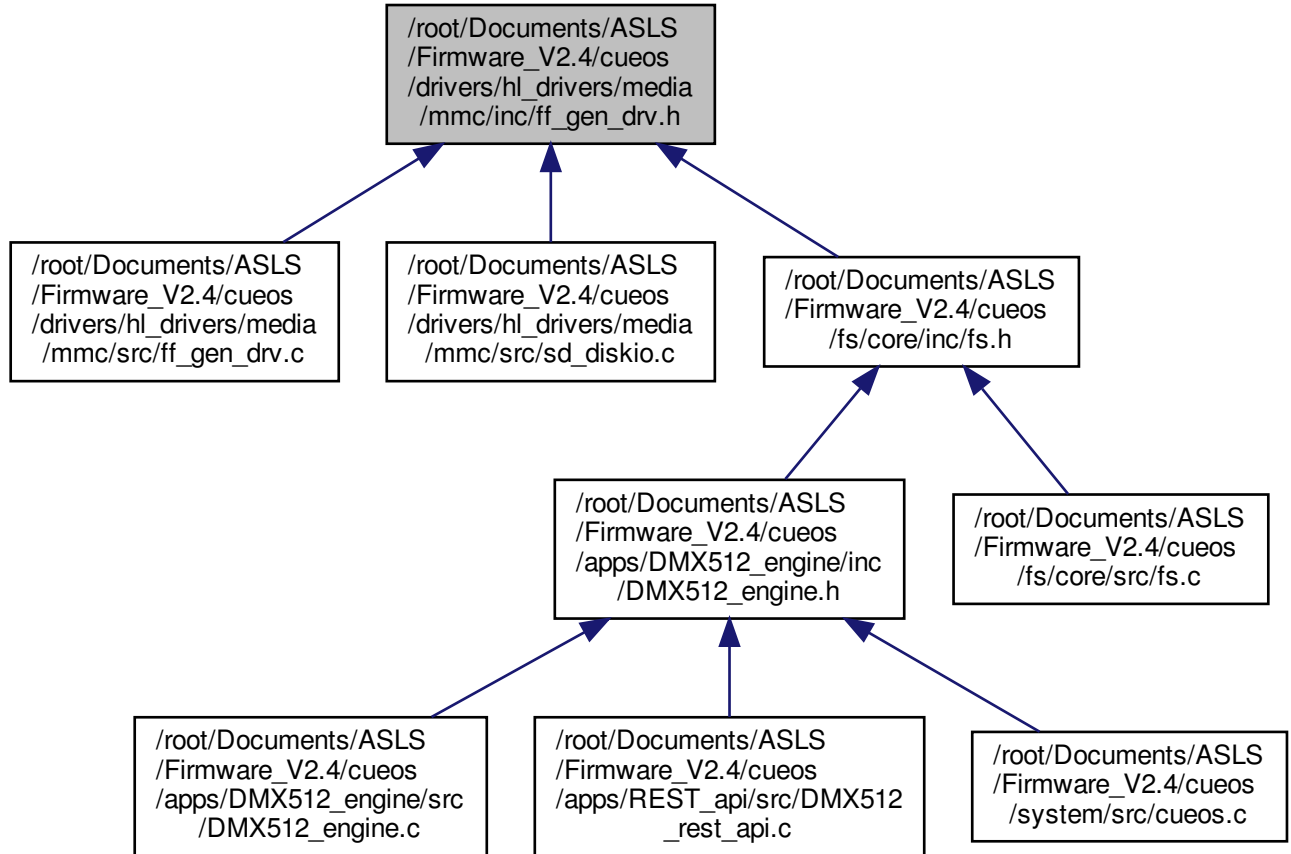 /root/Documents/ASLS
/Firmware_V2.4/cueos
/drivers/hl_drivers/media
/mmc/inc/ff_gen_drv.h
/root/Documents/ASLS
/Firmware_V2.4/cueos
/drivers/hl_drivers/media
/mmc/src/ff_gen_drv.c
/root/Documents/ASLS
/Firmware_V2.4/cueos
/drivers/hl_drivers/media
/mmc/src/sd_diskio.c
/root/Documents/ASLS
/Firmware_V2.4/cueos
/fs/core/inc/fs.h
/root/Documents/ASLS
/Firmware_V2.4/cueos
/apps/DMX512_engine/inc
/DMX512_engine.h
/root/Documents/ASLS
/Firmware_V2.4/cueos
/fs/core/src/fs.c
/root/Documents/ASLS
/Firmware_V2.4/cueos
/apps/DMX512_engine/src
/DMX512_engine.c
/root/Documents/ASLS
/Firmware_V2.4/cueos
/apps/REST_api/src/DMX512
_rest_api.c
/root/Documents/ASLS
/Firmware_V2.4/cueos
/system/src/cueos.c